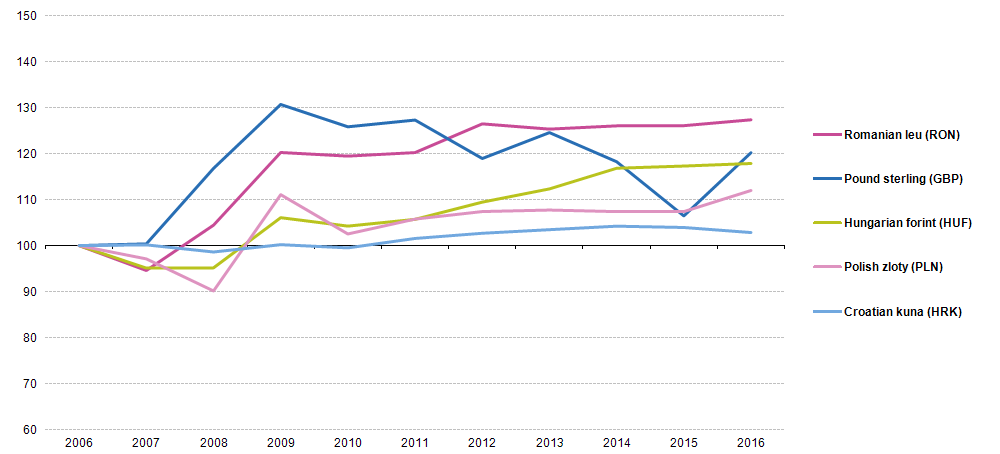 150
140
130
120
110
100
90
80
70
60
2006 2007 2008 2009 2010 2011 2012 2013 2014 2015 2016
Romanian leu (RON)
Pound sterling (GBP)
Hungarian forint (HUF)
Polish zloty (PLN)
Croatian kuna (HRK)